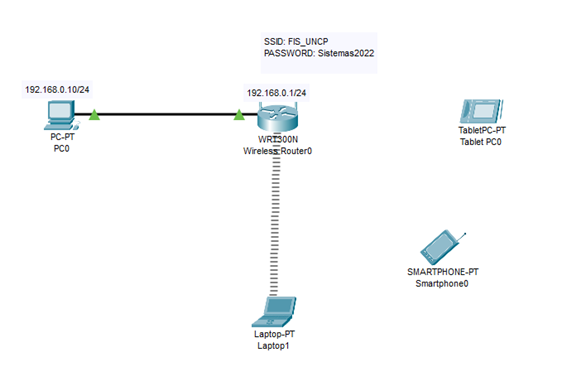 SSID: FIS_UNCP
PASSWORD: Sistemas2022
192.168.0.10/24
192.168.0.1/24
PC-PT
PC0
WRT300N
Wireless Router0
TabletPC-PT
Tablet PC0
SMARTPHONE-PT
Smartphone0
Laptop-PT
Laptop1